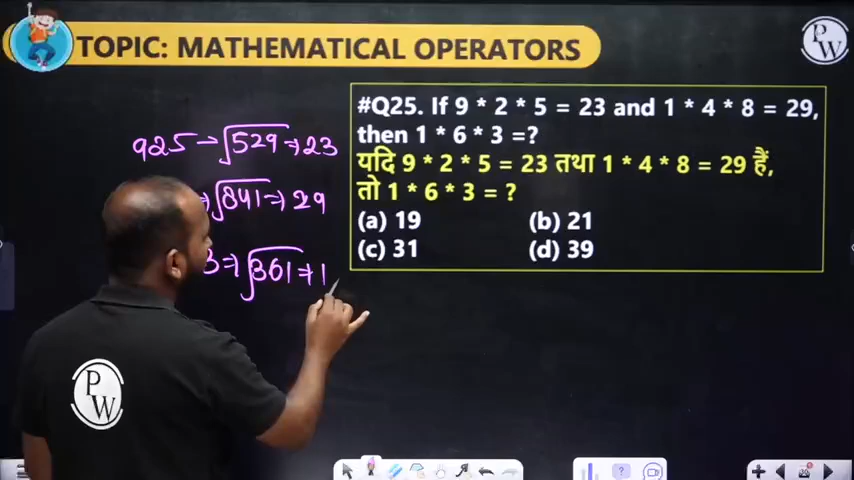 TOPIC: MATHEMATICAL OPERATORS
PW
#Q25. If 9 * 2 * 5 = 23 and 1 * 4 * 8 = 29,
then 1 * 6 * 3 =?
यदि 9 * 2 * 5 = 23 तथा 1 * 4 * 8 = 29 हैं,
तो 1 * 6 * 3 = ?
(a) 19 (b) 21
(c) 31 (d) 39
925 → √529 ⇒ 23
⇒ √841 ⇒ 29
3 ⇒ √361 ⇒ 1
PW